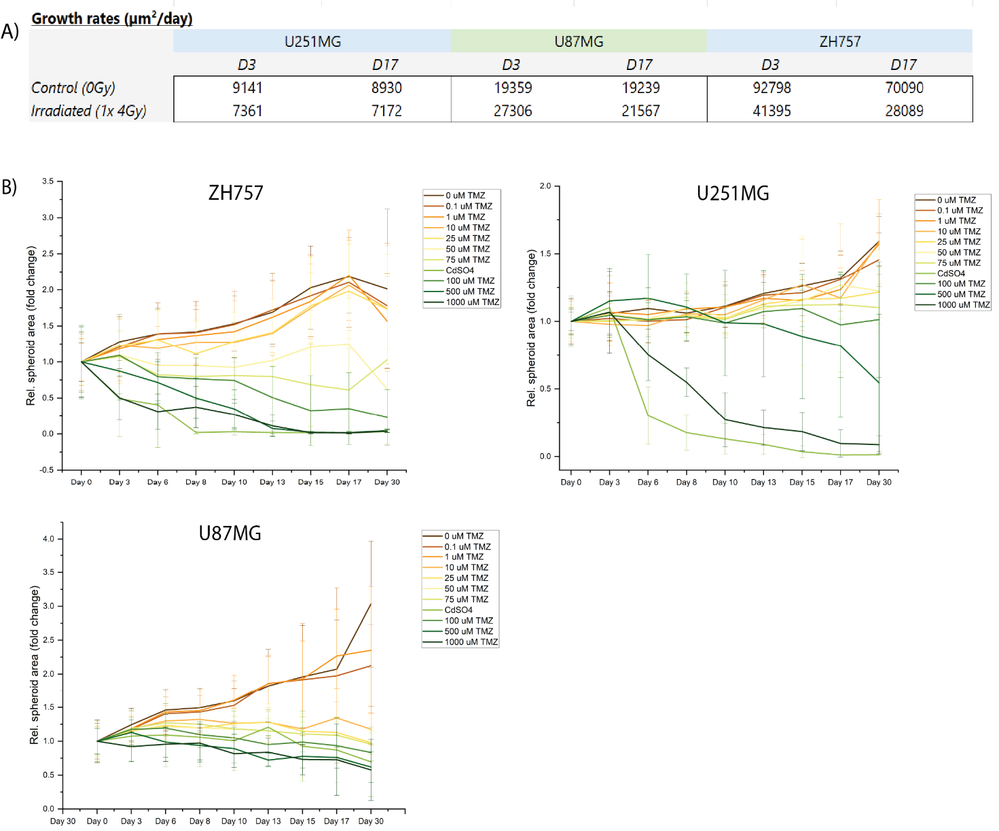 Growth rates (µm²/day)
A)
U251MG U87MG ZH757
D3 D17 D3 D17 D3 D17
Control (0Gy) 9141 8930 19359 19239 92798 70090
Irradiated (1x 4Gy) 7361 7172 27306 21567 41395 28089
B)
ZH757
Rel. spheroid area (fold change)
3.5
3.0
2.5
2.0
1.5
1.0
0.5
0.0
-0.5
Day 0 Day 3 Day 6 Day 8 Day 10 Day 13 Day 15 Day 17 Day 30
0 uM TMZ
0.1 uM TMZ
1 uM TMZ
10 uM TMZ
25 uM TMZ
50 uM TMZ
75 uM TMZ
CdSO4
100 uM TMZ
500 uM TMZ
1000 uM TMZ
U251MG
Rel. spheroid area (fold change)
2.0
1.5
1.0
0.5
0.0
Day 0 Day 3 Day 6 Day 8 Day 10 Day 13 Day 15 Day 17 Day 30
0 uM TMZ
0.1 uM TMZ
1 uM TMZ
10 uM TMZ
25 uM TMZ
50 uM TMZ
75 uM TMZ
CdSO4
100 uM TMZ
500 uM TMZ
1000 uM TMZ
U87MG
Rel. spheroid area (fold change)
4.0
3.5
3.0
2.5
2.0
1.5
1.0
0.5
0.0
Day 30 Day 0 Day 3 Day 6 Day 8 Day 10 Day 13 Day 15 Day 17 Day 30
0 uM TMZ
0.1 uM TMZ
1 uM TMZ
10 uM TMZ
25 uM TMZ
50 uM TMZ
75 uM TMZ
CdSO4
100 uM TMZ
500 uM TMZ
1000 uM TMZ